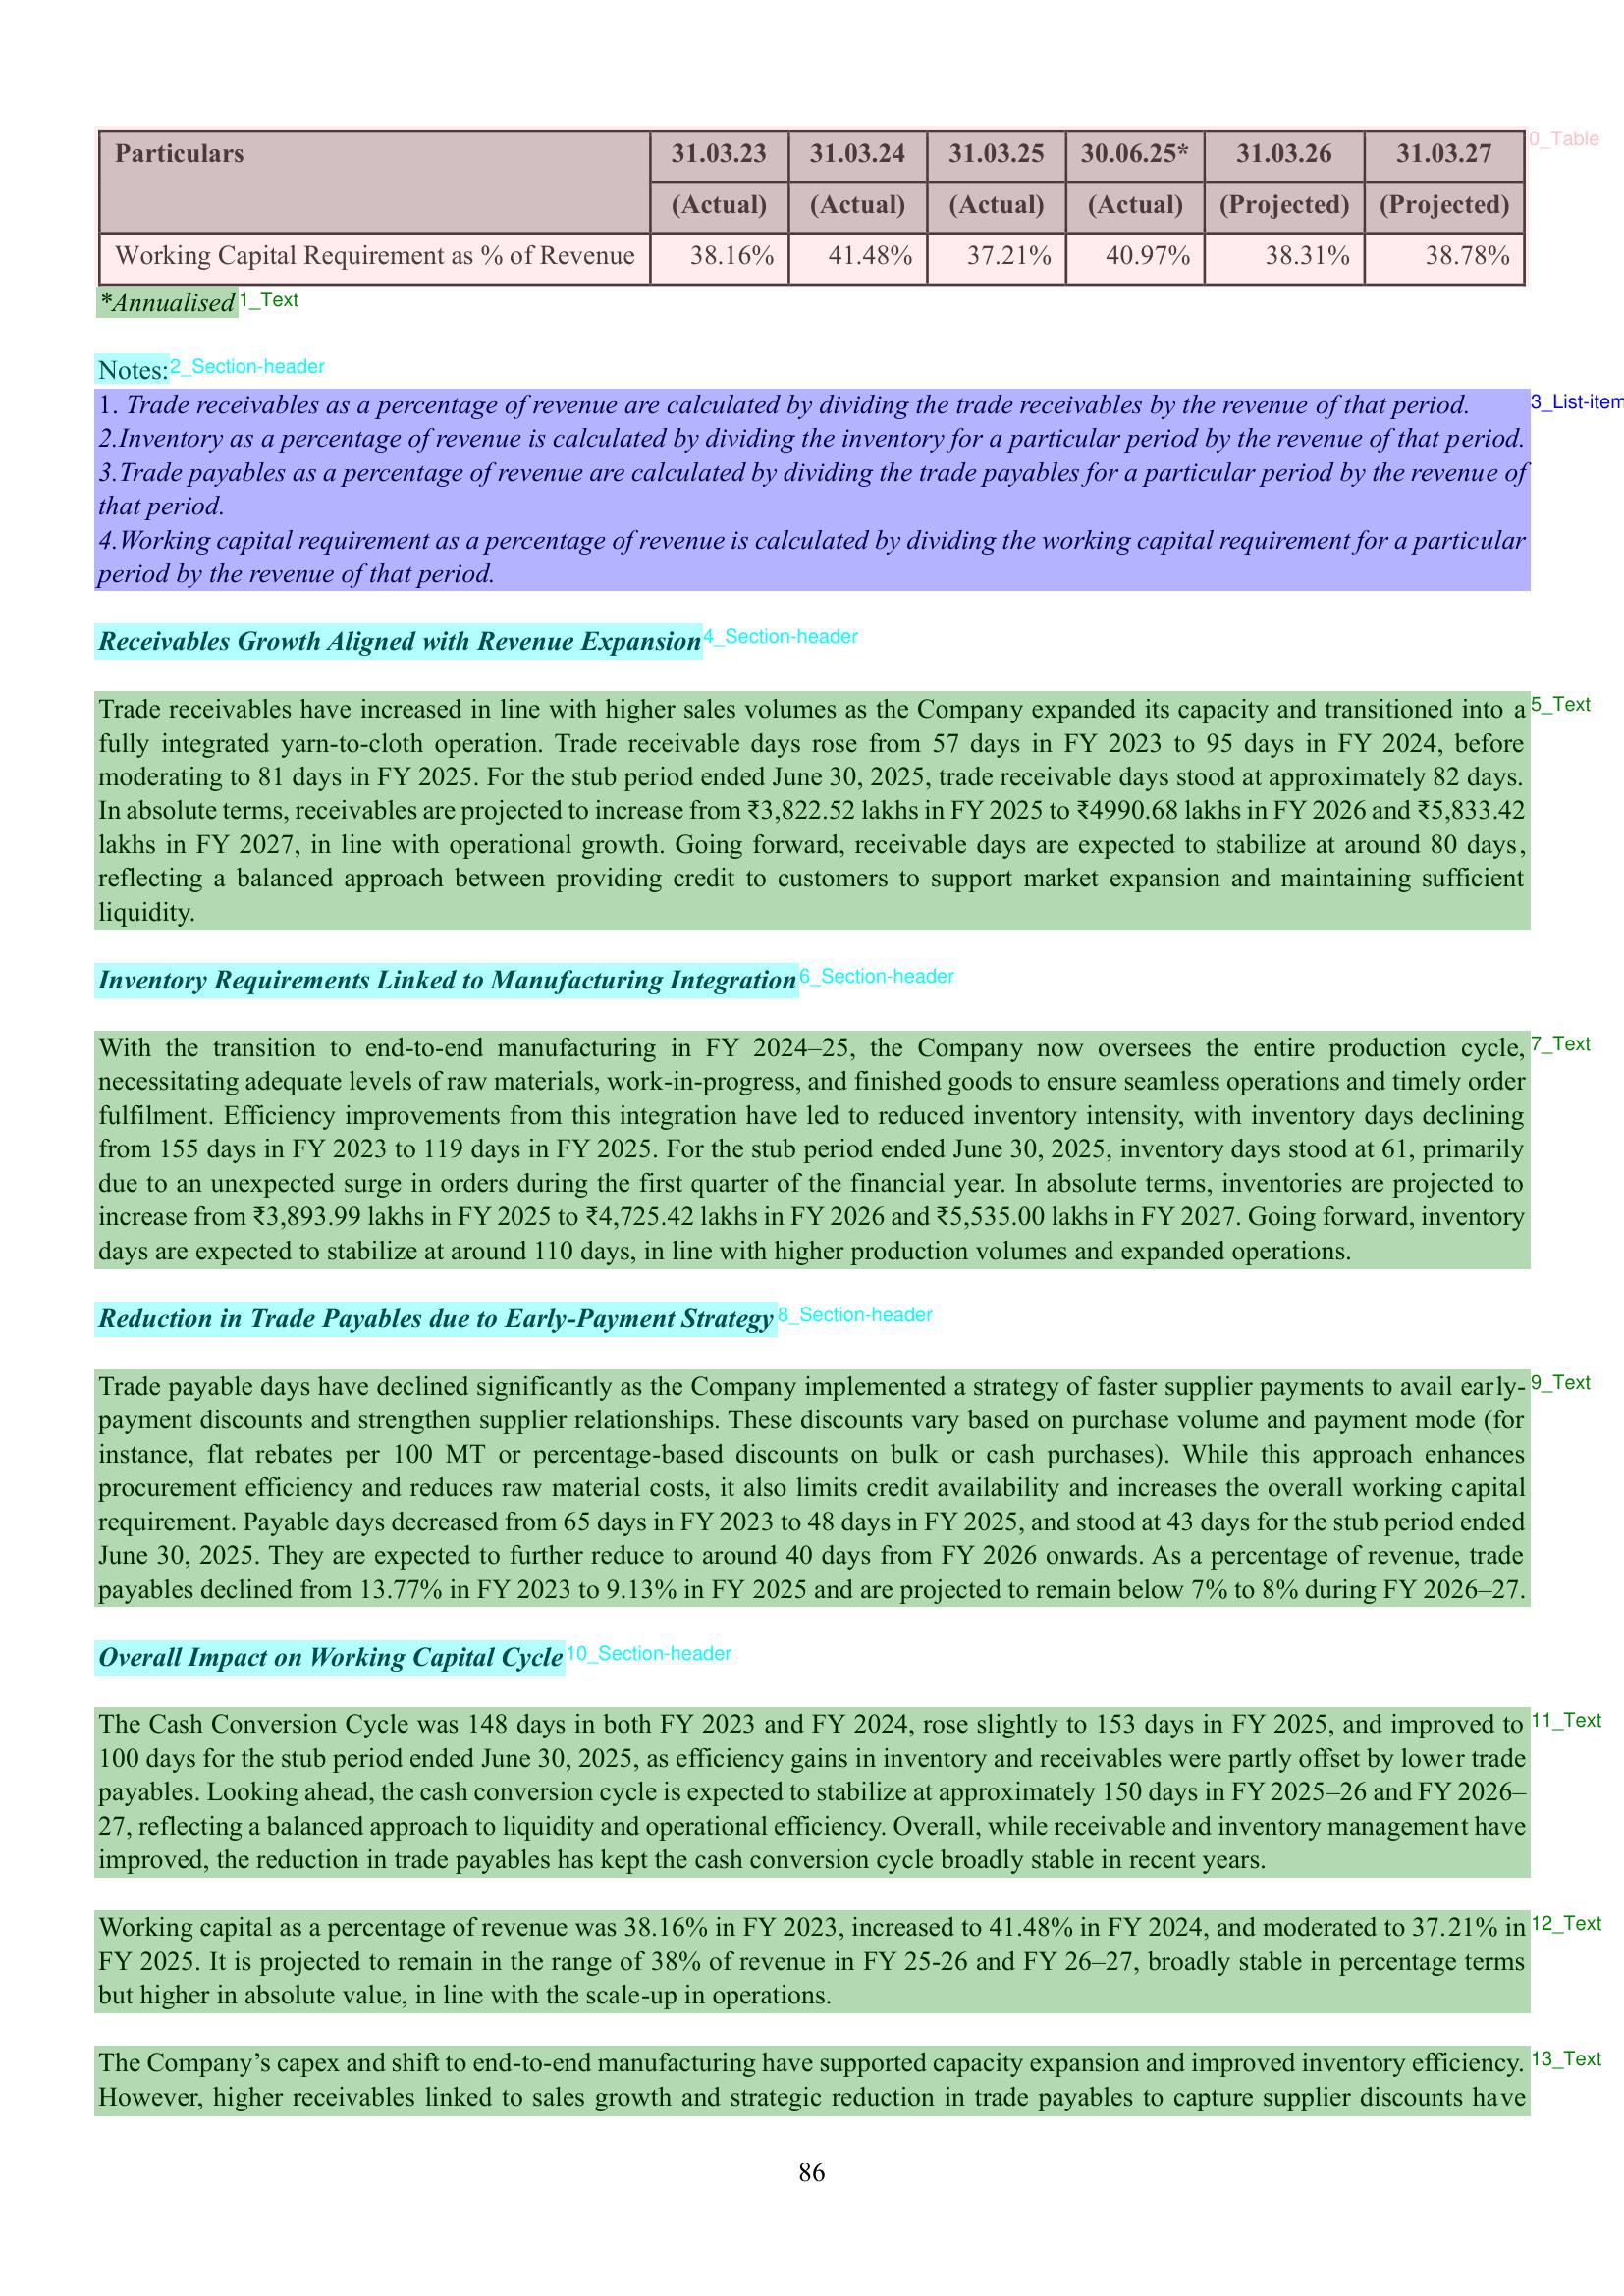 Particulars 31.03.23 31.03.24 31.03.25 30.06.25* 31.03.26 31.03.27 0_Table
(Actual) (Actual) (Actual) (Actual) (Projected) (Projected)
Working Capital Requirement as % of Revenue 38.16% 41.48% 37.21% 40.97% 38.31% 38.78%
*Annualised 1_Text
Notes: 2_Section-header
1. Trade receivables as a percentage of revenue are calculated by dividing the trade receivables by the revenue of that period. 3_List-item
2.Inventory as a percentage of revenue is calculated by dividing the inventory for a particular period by the revenue of that period.
3.Trade payables as a percentage of revenue are calculated by dividing the trade payables for a particular period by the revenue of
that period.
4.Working capital requirement as a percentage of revenue is calculated by dividing the working capital requirement for a particular
period by the revenue of that period.
Receivables Growth Aligned with Revenue Expansion 4_Section-header
Trade receivables have increased in line with higher sales volumes as the Company expanded its capacity and transitioned into a 5_Text
fully integrated yarn-to-cloth operation. Trade receivable days rose from 57 days in FY 2023 to 95 days in FY 2024, before
moderating to 81 days in FY 2025. For the stub period ended June 30, 2025, trade receivable days stood at approximately 82 days.
In absolute terms, receivables are projected to increase from ₹3,822.52 lakhs in FY 2025 to ₹4990.68 lakhs in FY 2026 and ₹5,833.42
lakhs in FY 2027, in line with operational growth. Going forward, receivable days are expected to stabilize at around 80 days,
reflecting a balanced approach between providing credit to customers to support market expansion and maintaining sufficient
liquidity.
Inventory Requirements Linked to Manufacturing Integration 6_Section-header
With the transition to end-to-end manufacturing in FY 2024–25, the Company now oversees the entire production cycle, 7_Text
necessitating adequate levels of raw materials, work-in-progress, and finished goods to ensure seamless operations and timely order
fulfilment. Efficiency improvements from this integration have led to reduced inventory intensity, with inventory days declining
from 155 days in FY 2023 to 119 days in FY 2025. For the stub period ended June 30, 2025, inventory days stood at 61, primarily
due to an unexpected surge in orders during the first quarter of the financial year. In absolute terms, inventories are projected to
increase from ₹3,893.99 lakhs in FY 2025 to ₹4,725.42 lakhs in FY 2026 and ₹5,535.00 lakhs in FY 2027. Going forward, inventory
days are expected to stabilize at around 110 days, in line with higher production volumes and expanded operations.
Reduction in Trade Payables due to Early-Payment Strategy 8_Section-header
Trade payable days have declined significantly as the Company implemented a strategy of faster supplier payments to avail early- 9_Text
payment discounts and strengthen supplier relationships. These discounts vary based on purchase volume and payment mode (for
instance, flat rebates per 100 MT or percentage-based discounts on bulk or cash purchases). While this approach enhances
procurement efficiency and reduces raw material costs, it also limits credit availability and increases the overall working capital
requirement. Payable days decreased from 65 days in FY 2023 to 48 days in FY 2025, and stood at 43 days for the stub period ended
June 30, 2025. They are expected to further reduce to around 40 days from FY 2026 onwards. As a percentage of revenue, trade
payables declined from 13.77% in FY 2023 to 9.13% in FY 2025 and are projected to remain below 7% to 8% during FY 2026–27.
Overall Impact on Working Capital Cycle 10_Section-header
The Cash Conversion Cycle was 148 days in both FY 2023 and FY 2024, rose slightly to 153 days in FY 2025, and improved to 11_Text
100 days for the stub period ended June 30, 2025, as efficiency gains in inventory and receivables were partly offset by lower trade
payables. Looking ahead, the cash conversion cycle is expected to stabilize at approximately 150 days in FY 2025–26 and FY 2026–
27, reflecting a balanced approach to liquidity and operational efficiency. Overall, while receivable and inventory management have
improved, the reduction in trade payables has kept the cash conversion cycle broadly stable in recent years.
Working capital as a percentage of revenue was 38.16% in FY 2023, increased to 41.48% in FY 2024, and moderated to 37.21% in 12_Text
FY 2025. It is projected to remain in the range of 38% of revenue in FY 25-26 and FY 26–27, broadly stable in percentage terms
but higher in absolute value, in line with the scale-up in operations.
The Company’s capex and shift to end-to-end manufacturing have supported capacity expansion and improved inventory efficiency. 13_Text
However, higher receivables linked to sales growth and strategic reduction in trade payables to capture supplier discounts have
86